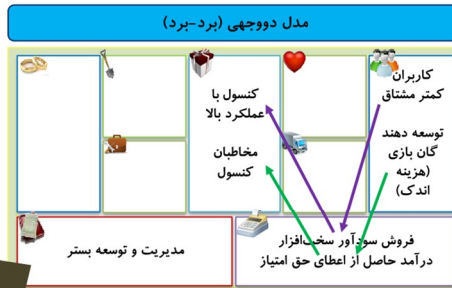 مدل دووجهی (برد-برد)
کاربران
کمتر مشتاق
توسعه دهند
گان بازی
(هزینه
اندک)
کنسول با
عملکرد بالا
مخاطبان
کنسول
فروش سودآور سخت‌افزار
درآمد حاصل از اعطای حق امتیاز
مدیریت و توسعه بستر